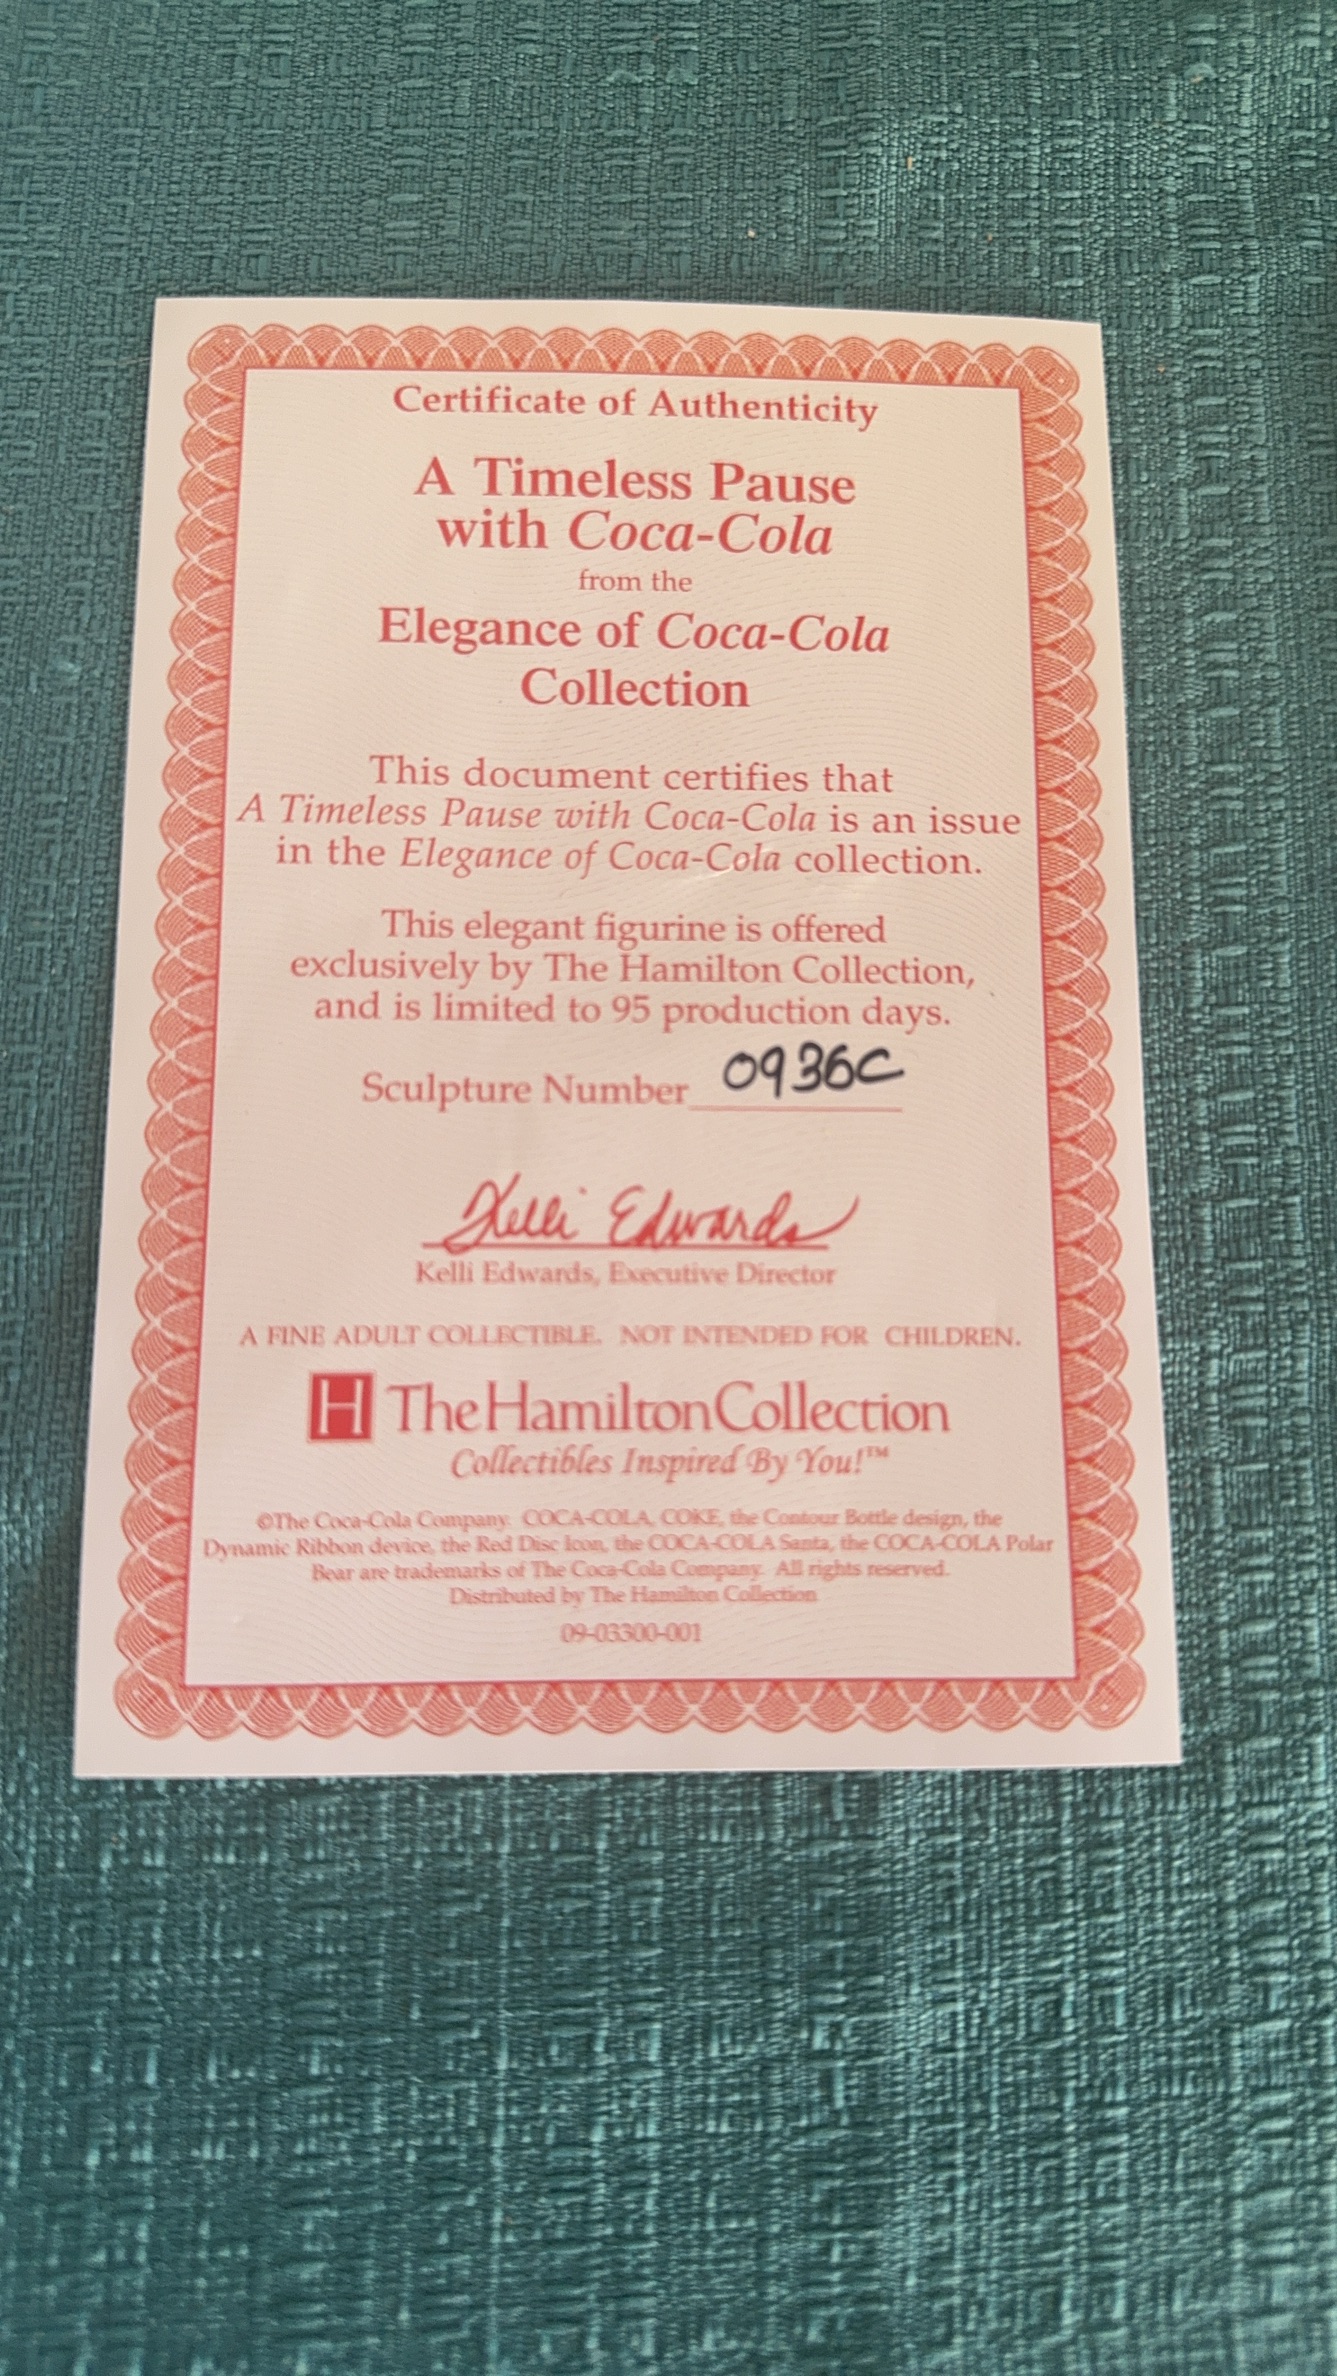 Certificate of Authenticity
A Timeless Pause
with Coca-Cola
from the
Elegance of Coca-Cola
Collection
This document certifies that
A Timeless Pause with Coca-Cola is an issue
in the Elegance of Coca-Cola collection.
This elegant figurine is offered
exclusively by The Hamilton Collection,
and is limited to 95 production days.
Sculpture Number 0936C
Kelli Edwards
Kelli Edwards, Executive Director
A FINE ADULT COLLECTIBLE. NOT INTENDED FOR CHILDREN.
H The Hamilton Collection
Collectibles Inspired By You!™
©The Coca-Cola Company. COCA-COLA, COKE, the Contour Bottle design, the
Dynamic Ribbon device, the Red Disc Icon, the COCA-COLA Santa, the COCA-COLA Polar
Bear are trademarks of The Coca-Cola Company. All rights reserved.
Distributed by The Hamilton Collection
09-03300-001